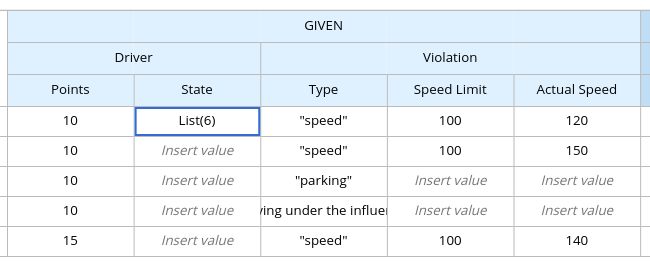 GIVEN
Driver Violation
Points State Type Speed Limit Actual Speed
10 List(6) "speed" 100 120
10 Insert value "speed" 100 150
10 Insert value "parking" Insert value Insert value
10 Insert value ving under the influen Insert value Insert value
15 Insert value "speed" 100 140